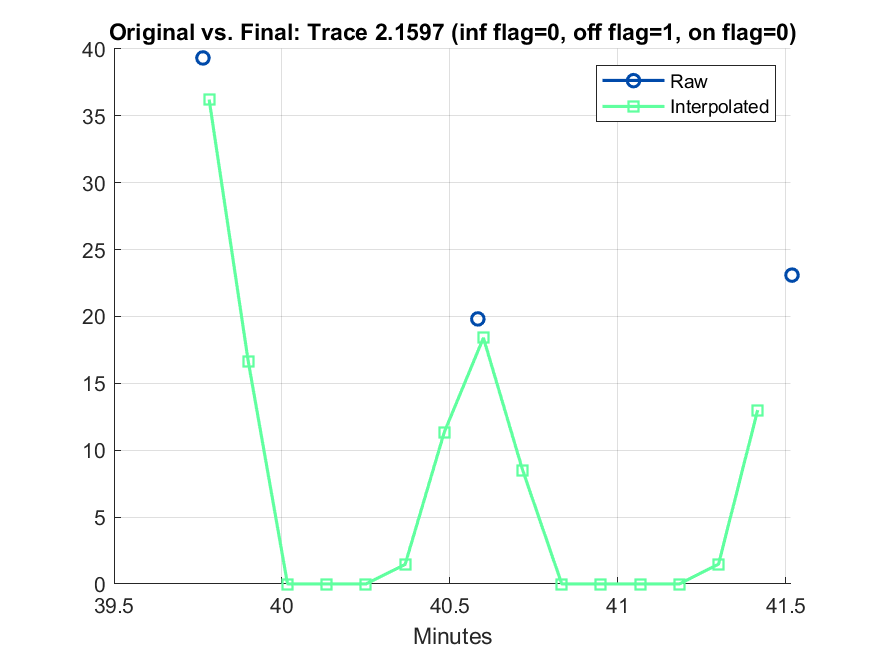 Original vs. Final: Trace 2.1597 (inf flag=0, off flag=1, on flag=0)
Raw
Interpolated
40
35
30
25
20
15
10
5
0
39.5 40 40.5 41 41.5
Minutes